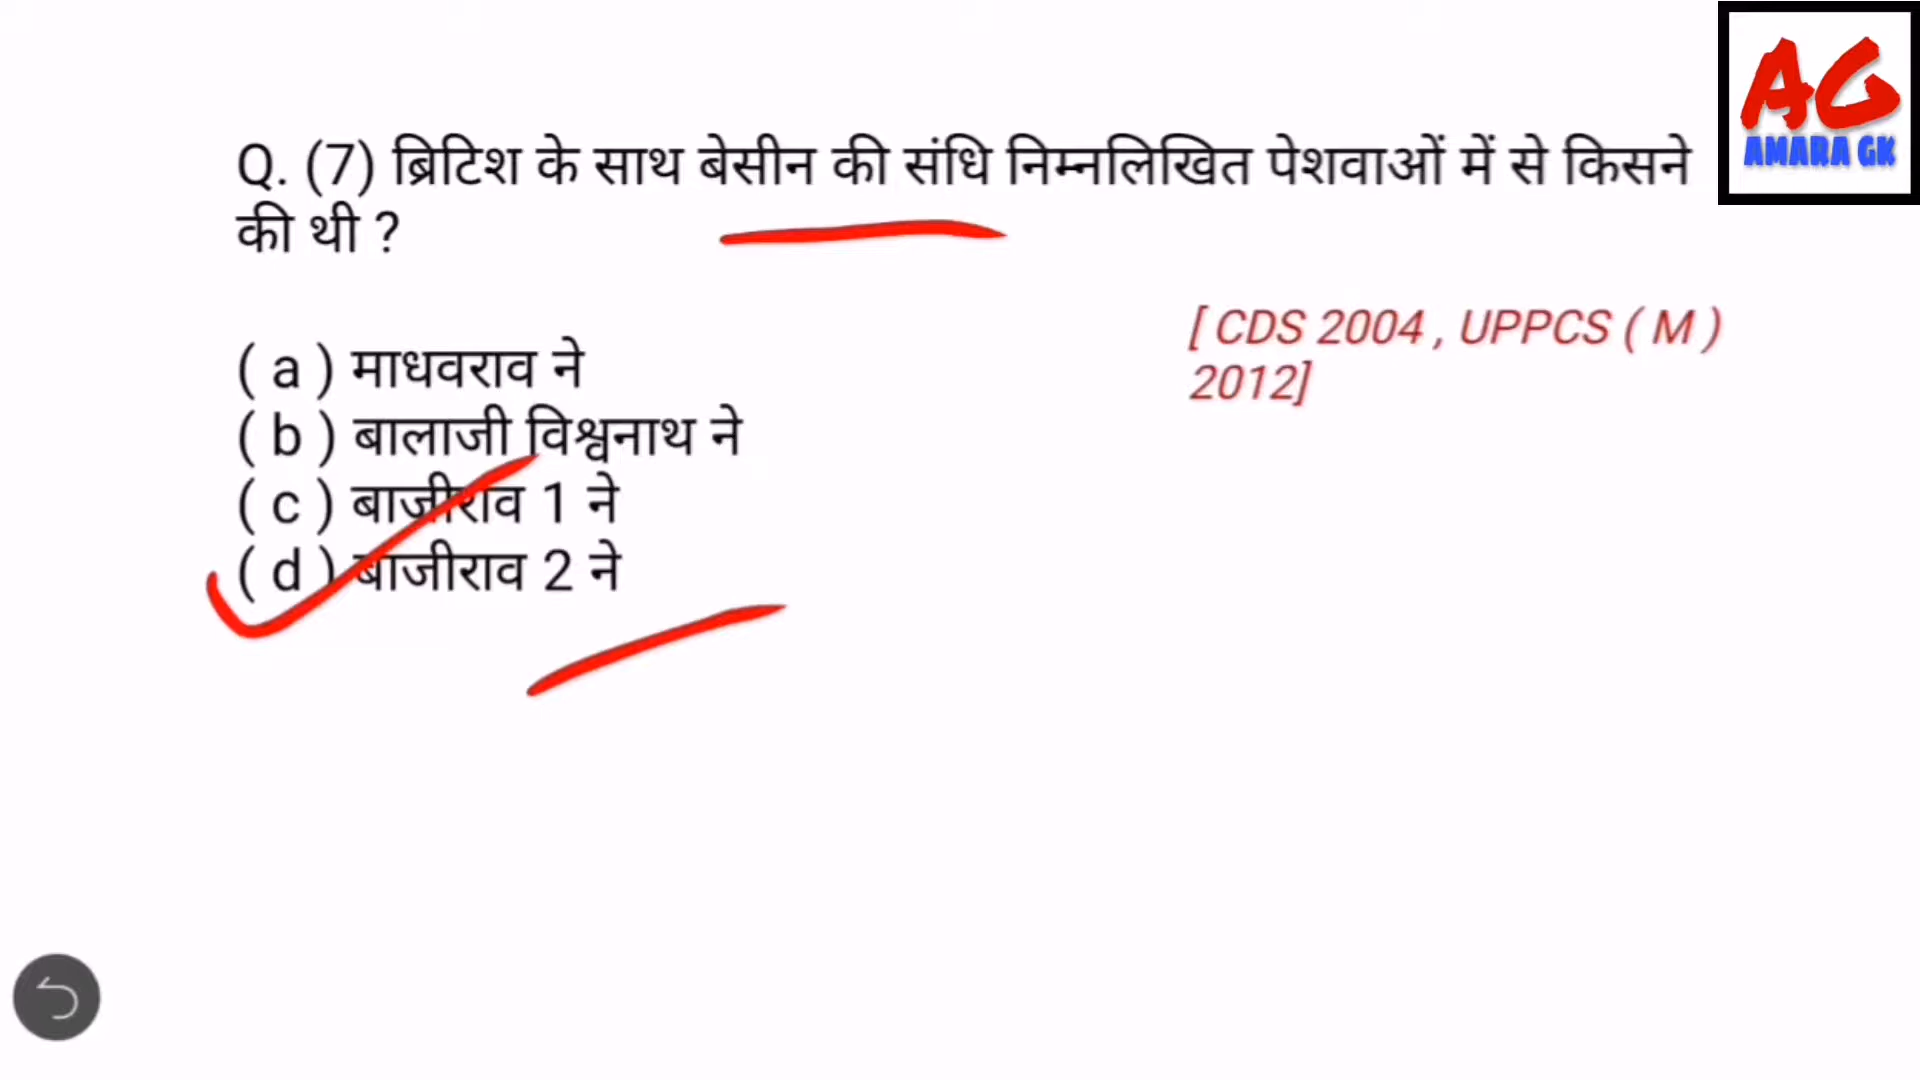 AG
AMARA GK
Q. (7) ब्रिटिश के साथ बेसीन की संधि निम्नलिखित पेशवाओं में से किसने
की थी ?
[ CDS 2004 , UPPCS ( M )
2012]
( a ) माधवराव ने
( b ) बालाजी विश्वनाथ ने
( c ) बाजीराव 1 ने
( d ) बाजीराव 2 ने